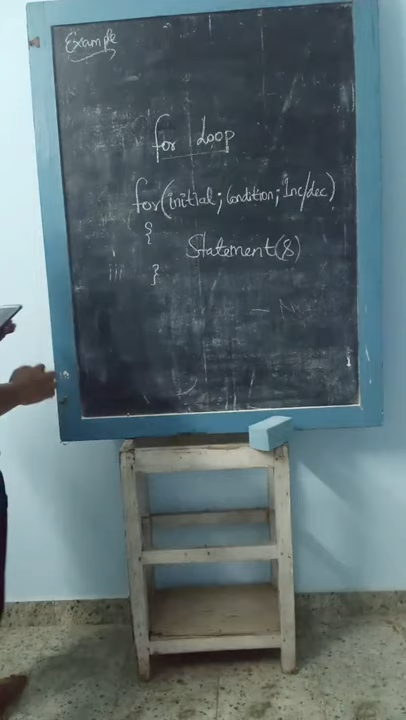 Example
for Loop
for(initial; Condition; Inc/dec)
{
Statement(s)
}